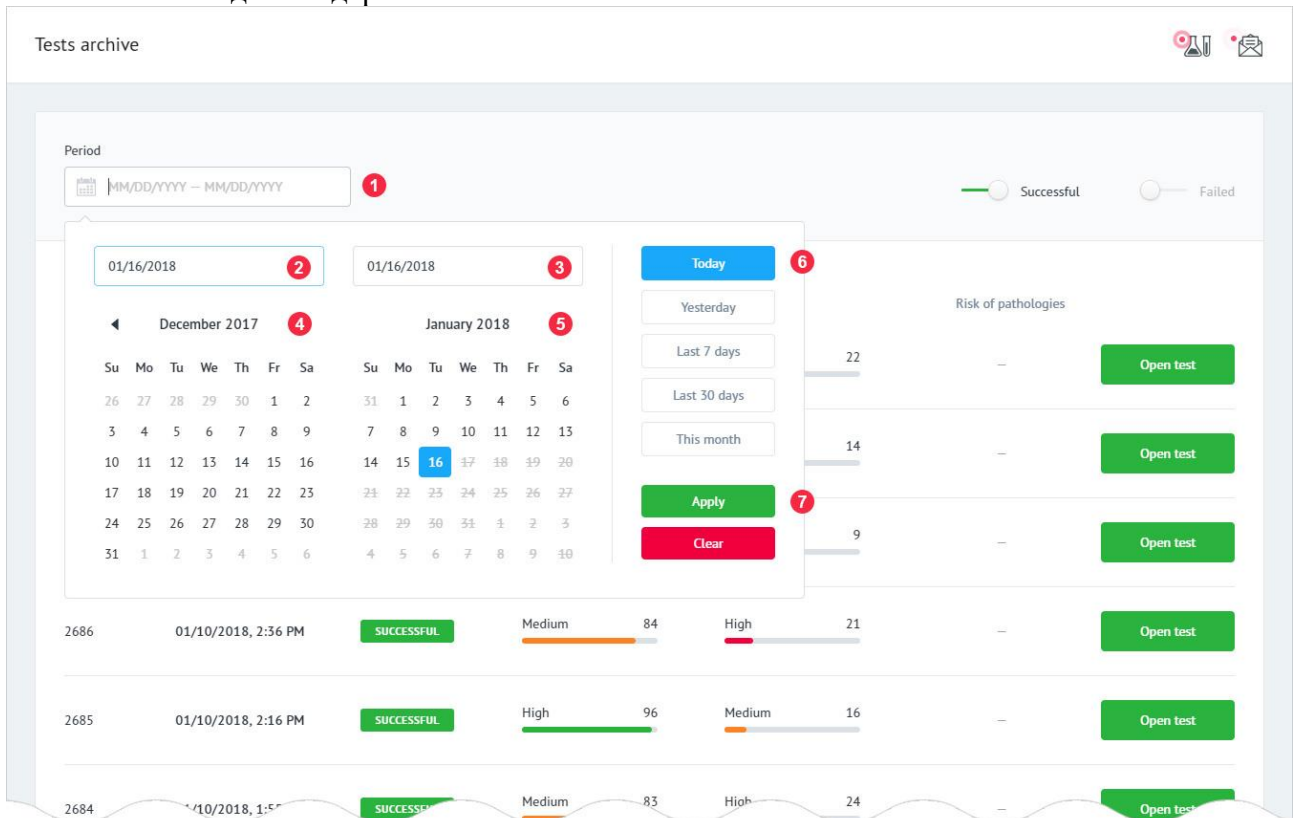 Tests archive
Period
MM/DD/YYYY — MM/DD/YYYY
1
Successful
Failed
01/16/2018 2
01/16/2018 3
Today 6
Yesterday
Last 7 days
Last 30 days
This month
Apply 7
Clear
December 2017 4
Su Mo Tu We Th Fr Sa
26 27 28 29 30 1 2
3 4 5 6 7 8 9
10 11 12 13 14 15 16
17 18 19 20 21 22 23
24 25 26 27 28 29 30
31 1 2 3 4 5 6
January 2018 5
Su Mo Tu We Th Fr Sa
31 1 2 3 4 5 6
7 8 9 10 11 12 13
14 15 16 17 18 19 20
21 22 23 24 25 26 27
28 29 30 31 1 2 3
4 5 6 7 8 9 10
Risk of pathologies
22 – Open test
14 – Open test
9 – Open test
2686 01/10/2018, 2:36 PM SUCCESSFUL Medium 84 High 21 – Open test
2685 01/10/2018, 2:16 PM SUCCESSFUL High 96 Medium 16 – Open test
2684 Medium 83 High 24 – Open test